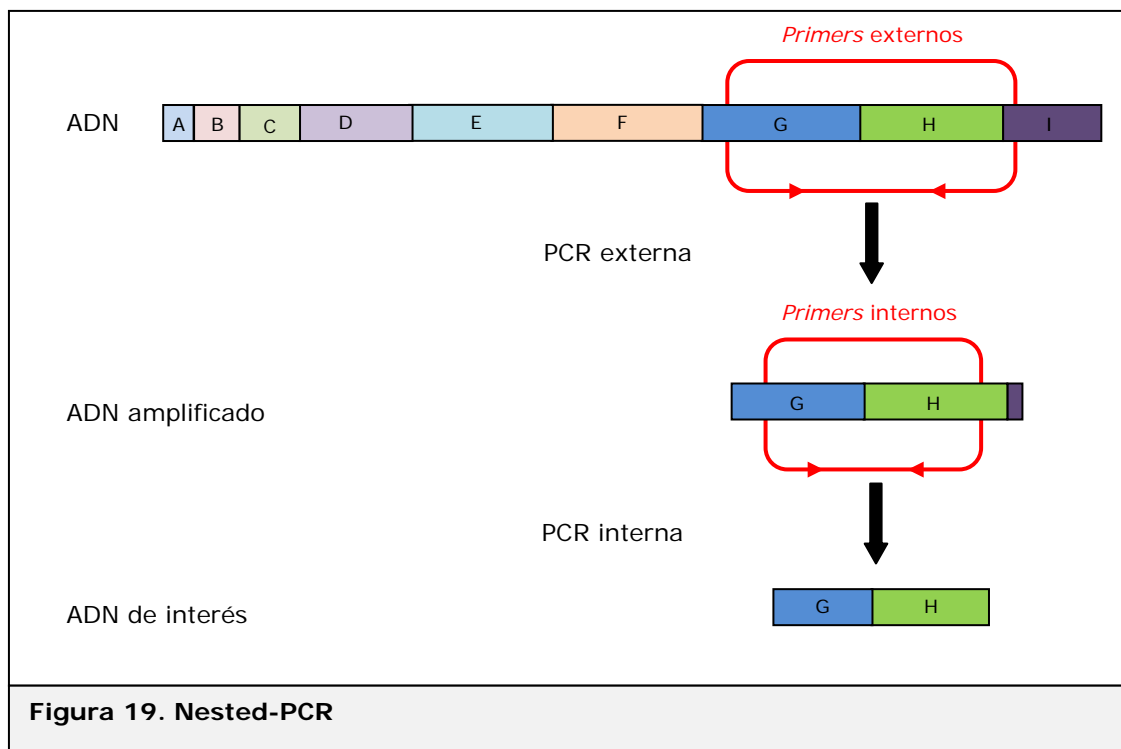 Primers externos
ADN
A B C D E F G H I
PCR externa
Primers internos
G H
ADN amplificado
PCR interna
G H
ADN de interés
Figura 19. Nested-PCR